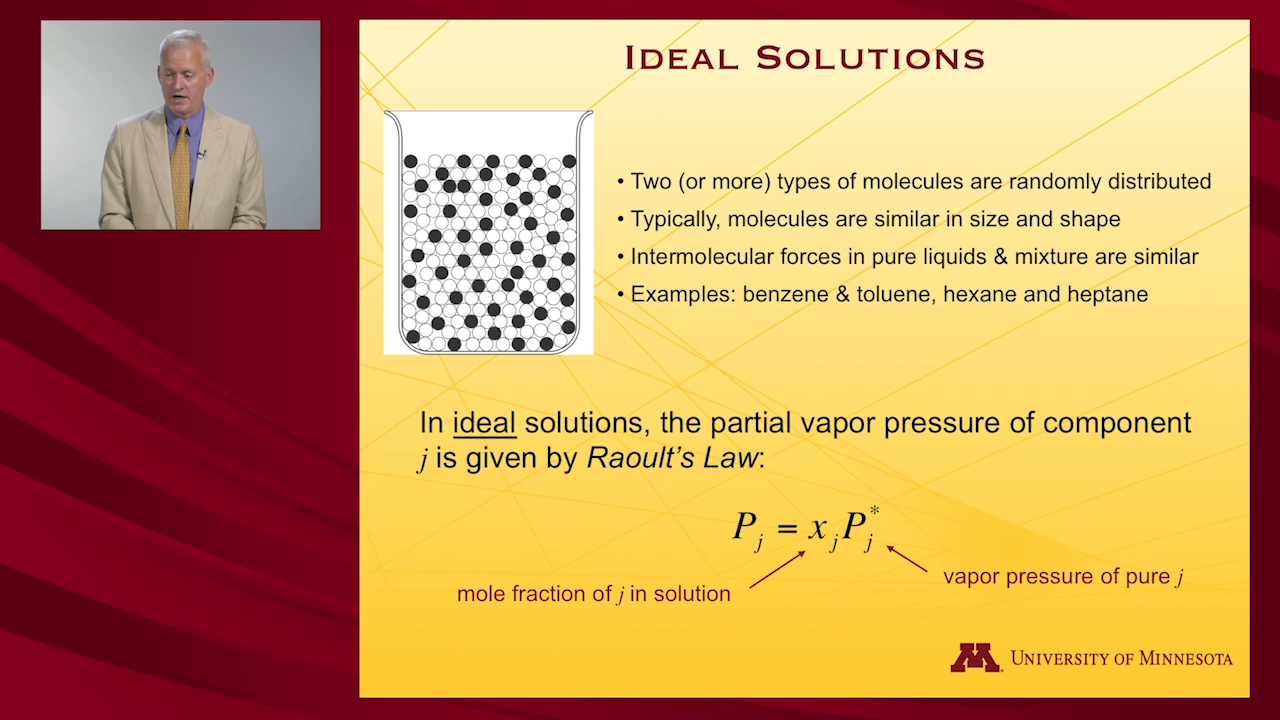 IDEAL SOLUTIONS
• Two (or more) types of molecules are randomly distributed
• Typically, molecules are similar in size and shape
• Intermolecular forces in pure liquids & mixture are similar
• Examples: benzene & toluene, hexane and heptane
In ideal solutions, the partial vapor pressure of component
j is given by Raoult's Law:
P_j = x_j P_j^*
mole fraction of j in solution
vapor pressure of pure j
M UNIVERSITY OF MINNESOTA